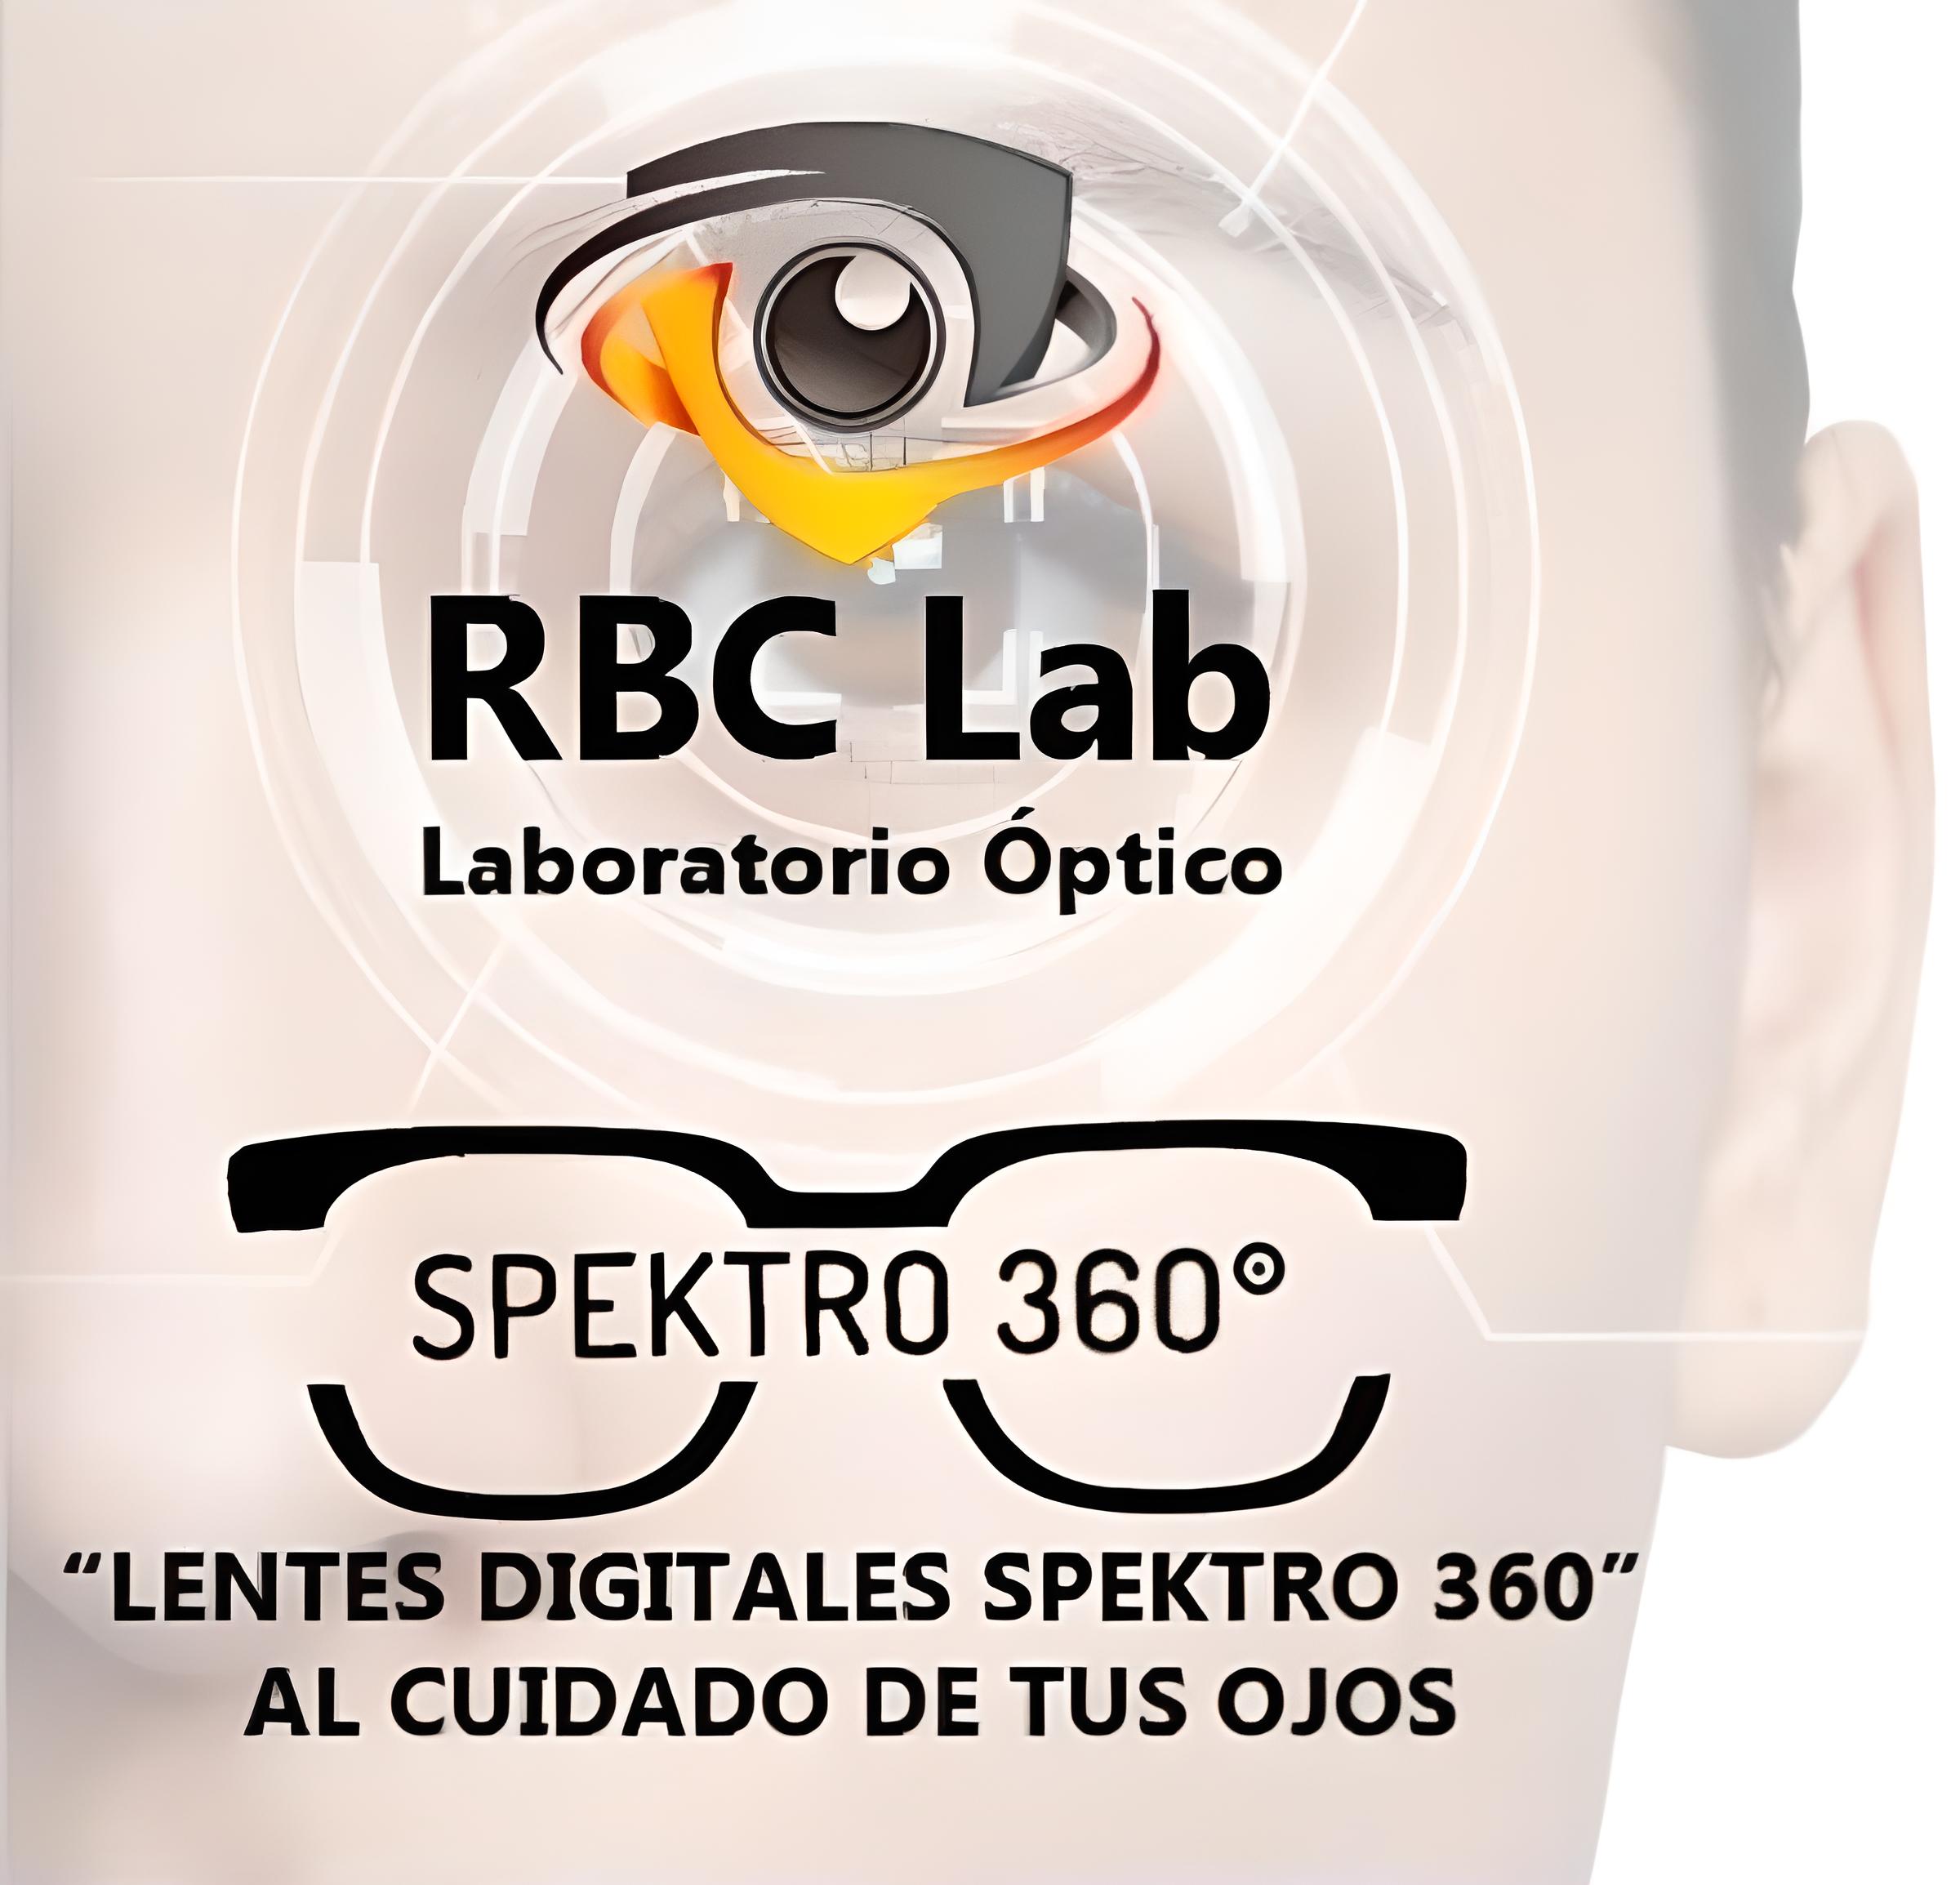 RBC Lab
Laboratorio Óptico
SPEKTRO 360°
“LENTES DIGITALES SPEKTRO 360”
AL CUIDADO DE TUS OJOS